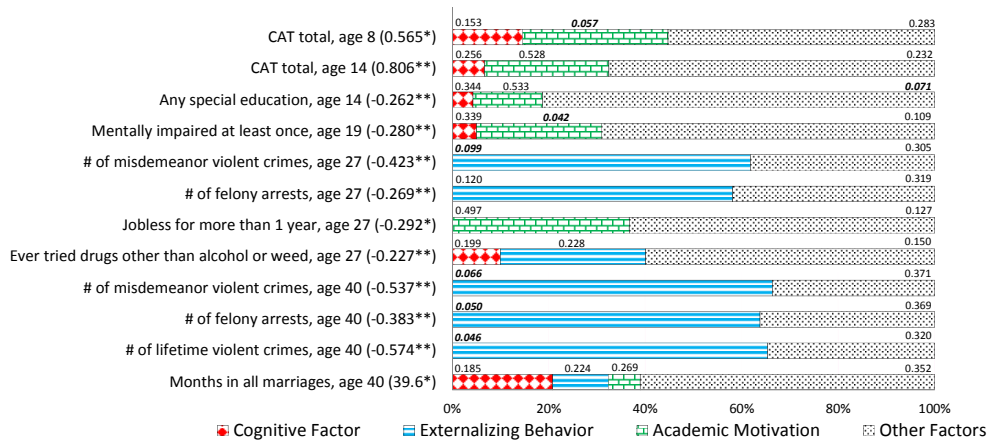 0.153 0.057 0.283
CAT total, age 8 (0.565*)
0.256 0.528 0.232
CAT total, age 14 (0.806**)
0.344 0.533 0.071
Any special education, age 14 (-0.262**)
0.339 0.042 0.109
Mentally impaired at least once, age 19 (-0.280**)
0.099 0.305
# of misdemeanor violent crimes, age 27 (-0.423**)
0.120 0.319
# of felony arrests, age 27 (-0.269**)
0.497 0.127
Jobless for more than 1 year, age 27 (-0.292*)
0.199 0.228 0.150
Ever tried drugs other than alcohol or weed, age 27 (-0.227**)
0.066 0.371
# of misdemeanor violent crimes, age 40 (-0.537**)
0.050 0.369
# of felony arrests, age 40 (-0.383**)
0.046 0.320
# of lifetime violent crimes, age 40 (-0.574**)
0.185 0.224 0.269 0.352
Months in all marriages, age 40 (39.6*)
0% 20% 40% 60% 80% 100%
Cognitive Factor Externalizing Behavior Academic Motivation Other Factors